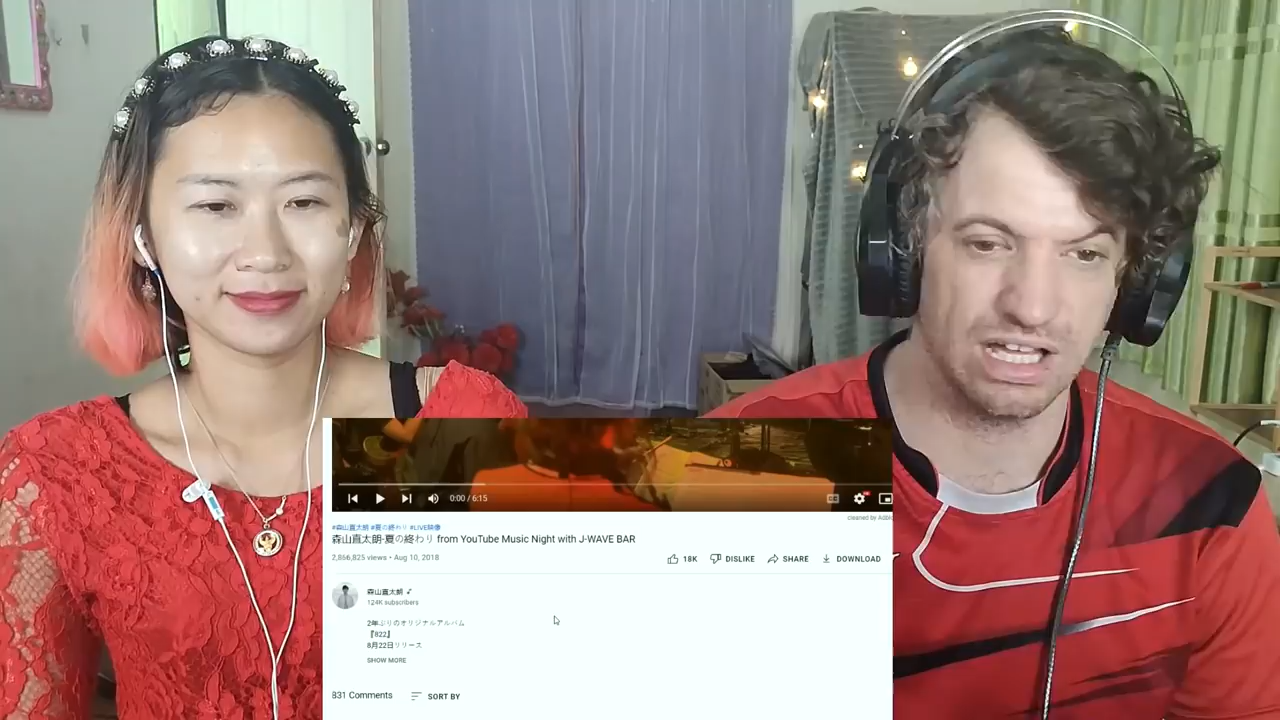 0:00 / 6:15
#森山直太朗 #夏の終わり #LIVE映像
森山直太朗-夏の終わり from YouTube Music Night with J-WAVE BAR
2,856,825 views • Aug 10, 2018
18K DISLIKE SHARE DOWNLOAD
森山直太朗
124K subscribers
2年ぶりのオリジナルアルバム
『822』
8月22日リリース
SHOW MORE
831 Comments SORT BY